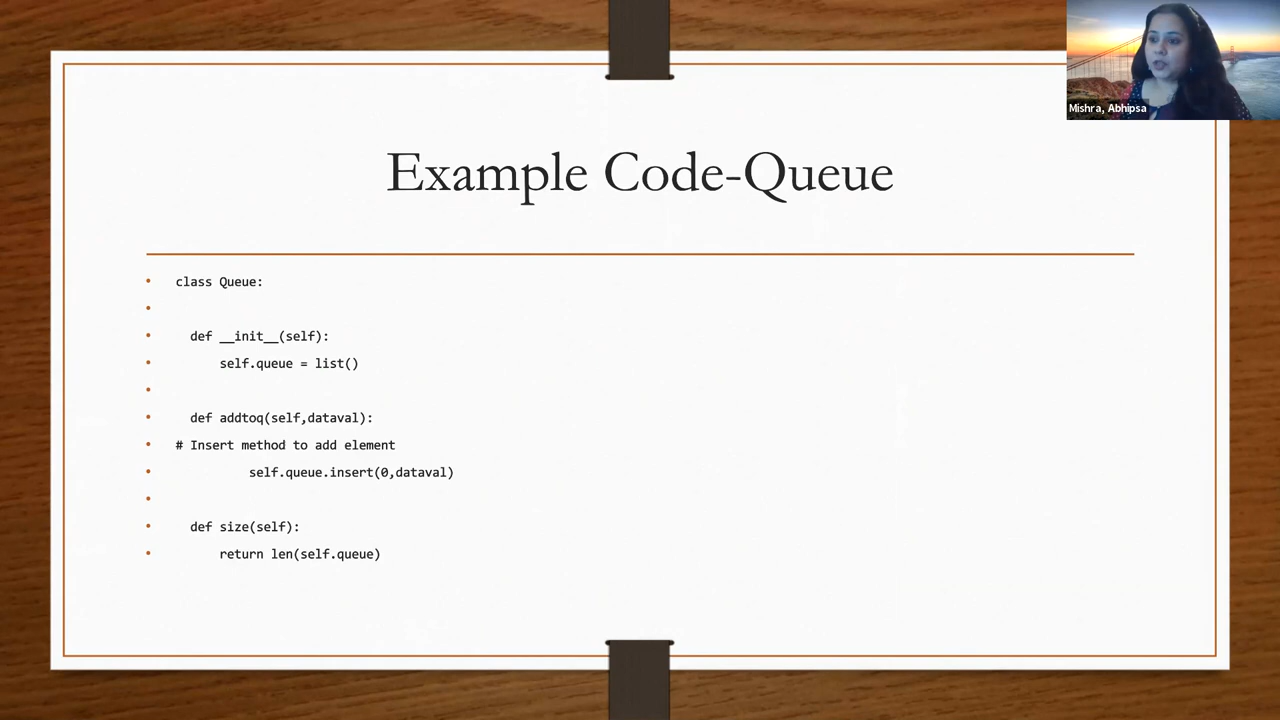 Mishra, Abhipsa
Example Code-Queue
class Queue:
def __init__(self):
self.queue = list()
def addtoq(self,dataval):
# Insert method to add element
self.queue.insert(0,dataval)
def size(self):
return len(self.queue)